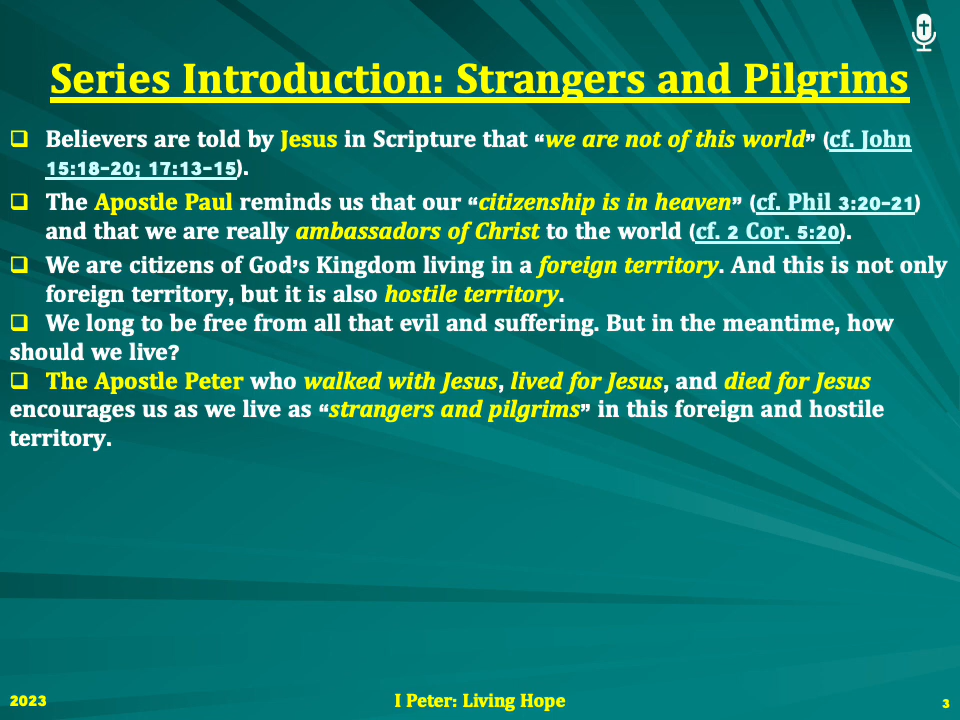 Series Introduction: Strangers and Pilgrims
❑ Believers are told by Jesus in Scripture that “we are not of this world” (cf. John
15:18-20; 17:13-15).
❑ The Apostle Paul reminds us that our “citizenship is in heaven” (cf. Phil 3:20-21)
and that we are really ambassadors of Christ to the world (cf. 2 Cor. 5:20).
❑ We are citizens of God’s Kingdom living in a foreign territory. And this is not only
foreign territory, but it is also hostile territory.
❑ We long to be free from all that evil and suffering. But in the meantime, how
should we live?
❑ The Apostle Peter who walked with Jesus, lived for Jesus, and died for Jesus
encourages us as we live as “strangers and pilgrims” in this foreign and hostile
territory.
2023
I Peter: Living Hope
3